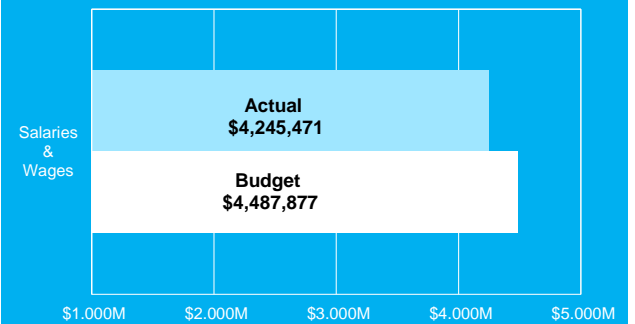 Actual
$4,245,471
Salaries
&
Wages
Budget
$4,487,877
$1.000M $2.000M $3.000M $4.000M $5.000M